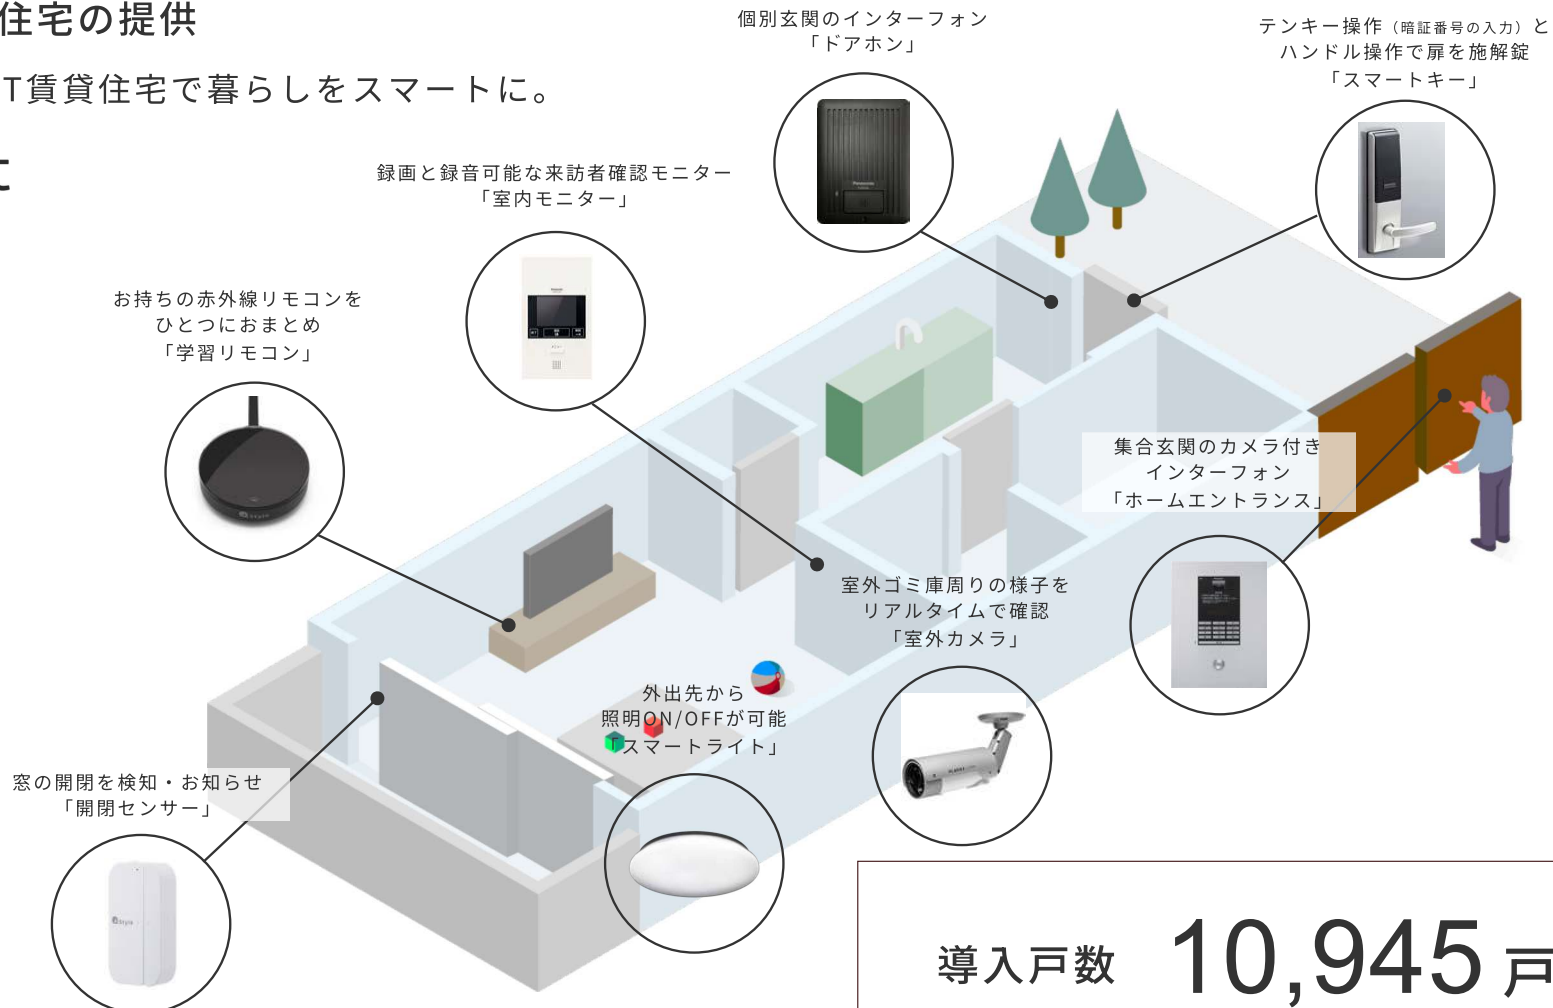 住宅の提供
T賃貸住宅で暮らしをスマートに。
に
個別玄関のインターフォン
「ドアホン」
テンキー操作（暗証番号の入力）と
ハンドル操作で扉を施解錠
「スマートキー」
録画と録音可能な来訪者確認モニター
「室内モニター」
お持ちの赤外線リモコンを
ひとつにおまとめ
「学習リモコン」
集合玄関のカメラ付き
インターフォン
「ホームエントランス」
室外ゴミ庫周りの様子を
リアルタイムで確認
「室外カメラ」
外出先から
照明ON/OFFが可能
「スマートライト」
窓の開閉を検知・お知らせ
「開閉センサー」
導入戸数 10,945 戸